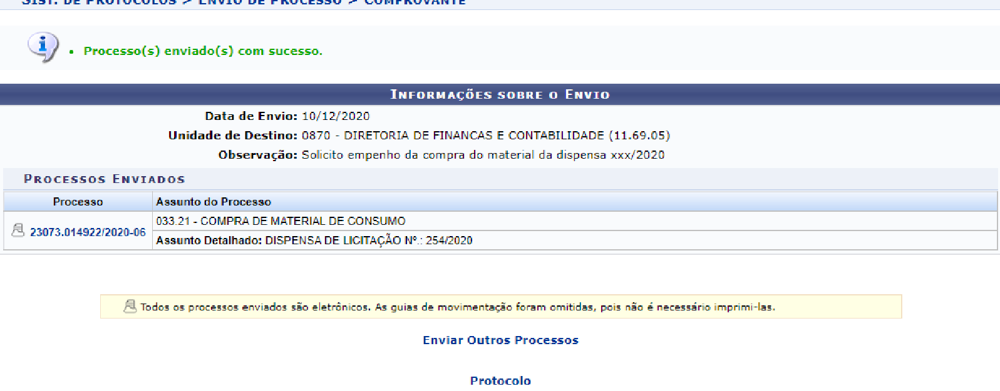 SIST. DE PROTOCOLOS > ENVIO DE PROCESSO > COMPROVANTE
Processo(s) enviado(s) com sucesso.
INFORMAÇÕES SOBRE O ENVIO
Data de Envio: 10/12/2020
Unidade de Destino: 0870 - DIRETORIA DE FINANCAS E CONTABILIDADE (11.69.05)
Observação: Solicito empenho da compra do material da dispensa xxx/2020
PROCESSOS ENVIADOS
Processo Assunto do Processo
23073.014922/2020-06 033.21 - COMPRA DE MATERIAL DE CONSUMO
Assunto Detalhado: DISPENSA DE LICITAÇÃO Nº.: 254/2020
Todos os processos enviados são eletrônicos. As guias de movimentação foram omitidas, pois não é necessário imprimi-las.
Enviar Outros Processos
Protocolo